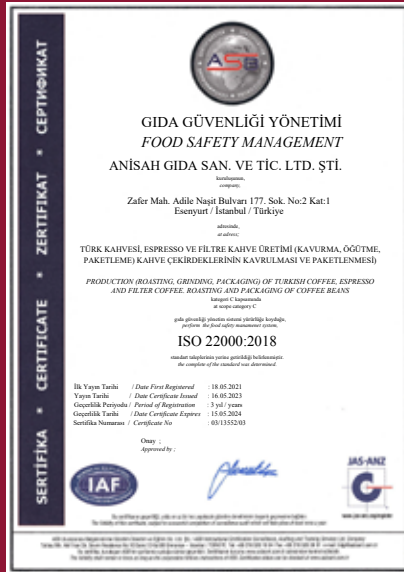 SERTİFİKA * CERTIFICATE * ZERTIFIKAT * СЕРТИФИКАТ
ASB
GIDA GÜVENLİĞİ YÖNETİMİ
FOOD SAFETY MANAGEMENT
ANİSAH GIDA SAN. VE TİC. LTD. ŞTİ.
kuruluşunun,
company,
Zafer Mah. Adile Naşit Bulvarı 177. Sok. No:2 Kat:1
Esenyurt / İstanbul / Türkiye
adresinde,
at adress;
TÜRK KAHVESİ, ESPRESSO VE FİLTRE KAHVE ÜRETİMİ (KAVURMA, ÖĞÜTME,
PAKETLEME) KAHVE ÇEKİRDEKLERİNİN KAVRULMASI VE PAKETLENMESİ)
PRODUCTION (ROASTING, GRINDING, PACKAGING) OF TURKISH COFFEE, ESPRESSO
AND FILTER COFFEE. ROASTING AND PACKAGING OF COFFEE BEANS
kategori C kapsamında
at scope category C
gıda güvenliği yönetim sistemi yürürlüğe koyduğu,
perform the food safety manamenet system,
ISO 22000:2018
standart taleplerinin yerine getirildiği belirlenmiştir.
the complete of the standard was determined.
İlk Yayın Tarihi / Date First Registered : 18.05.2021
Yayın Tarihi / Date Certificate Issued : 16.05.2023
Geçerlilik Periyodu / Period of Registration : 3 yıl / years
Geçerlilik Tarihi / Date Certificate Expires : 15.05.2024
Sertifika Numarası / Certificate No : 03/13552/03
Onay ;
Approved by ;
IAF
JAS-ANZ